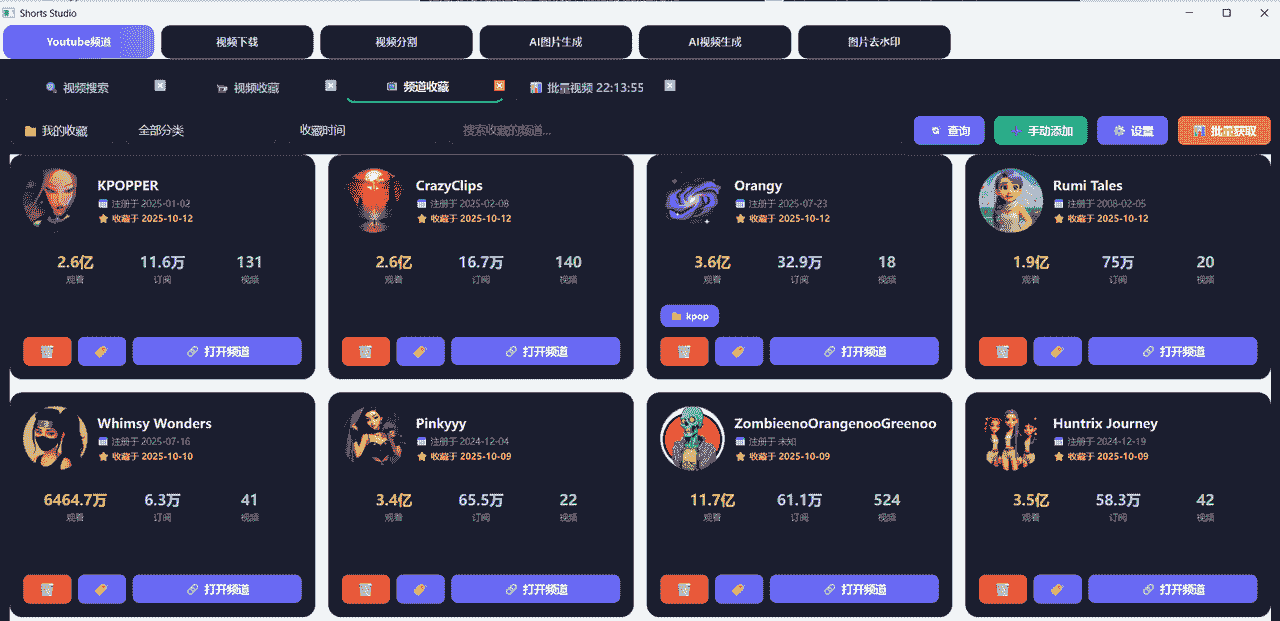 Shorts Studio
Youtube频道 视频下载 视频分割 AI图片生成 AI视频生成 图片去水印
视频搜索 视频收藏 频道收藏 批量视频 22:13:55
我的收藏 全部分类 收藏时间 搜索收藏的频道... 查询 手动添加 设置 批量获取
KPOPPER CrazyClips Orangy Rumi Tales
注册于 2025-01-02 注册于 2025-02-08 注册于 2025-07-23 注册于 2008-02-05
收藏于 2025-10-12 收藏于 2025-10-12 收藏于 2025-10-12 收藏于 2025-10-12
2.6亿 11.6万 131 2.6亿 16.7万 140 3.6亿 32.9万 18 1.9亿 75万 20
观看 订阅 视频 观看 订阅 视频 观看 订阅 视频 观看 订阅 视频
kpop
打开频道 打开频道 打开频道 打开频道
Whimsy Wonders Pinkyyy ZombieenoOrangenooGreenoo Huntrix Journey
注册于 2025-07-16 注册于 2024-12-04 注册于 未知 注册于 2024-12-19
收藏于 2025-10-10 收藏于 2025-10-09 收藏于 2025-10-09 收藏于 2025-10-09
6464.7万 6.3万 41 3.4亿 65.5万 22 11.7亿 61.1万 524 3.5亿 58.3万 42
观看 订阅 视频 观看 订阅 视频 观看 订阅 视频 观看 订阅 视频
打开频道 打开频道 打开频道 打开频道